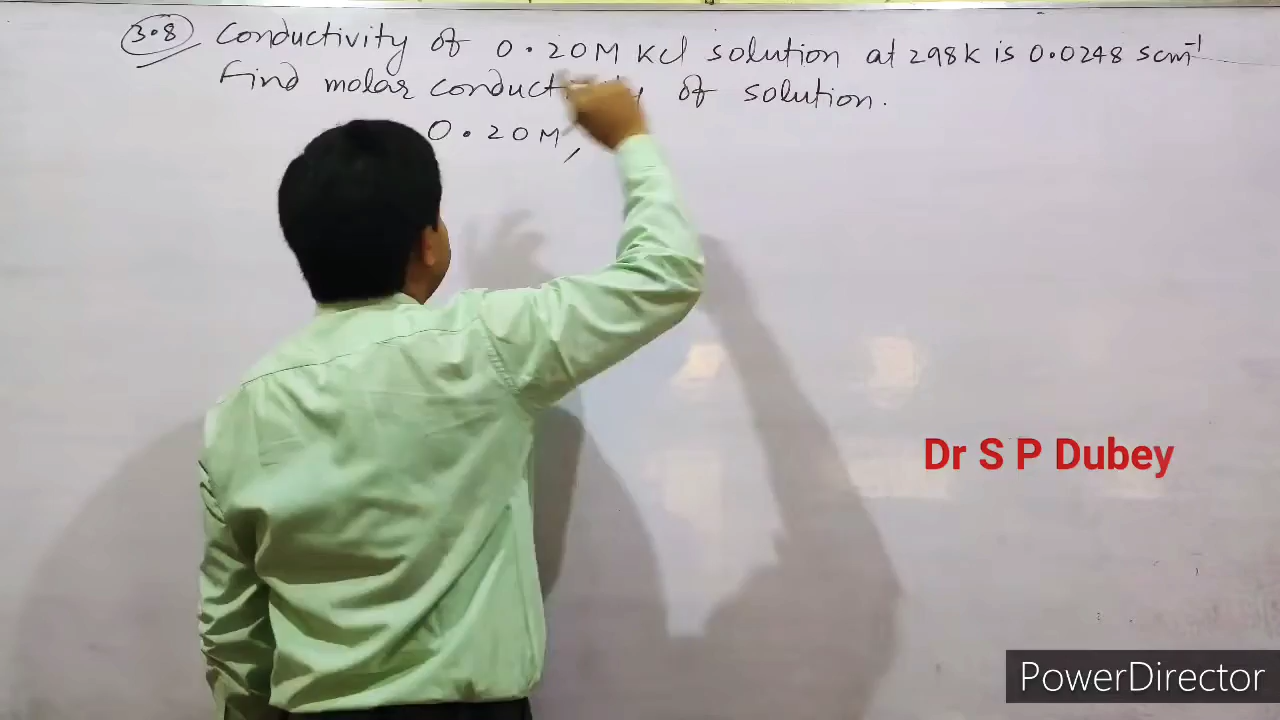 3.8 Conductivity of 0.20M KCl solution at 298K is 0.0248 Scm⁻¹
Find molar conductivity of solution.
0.20M,
Dr S P Dubey
PowerDirector